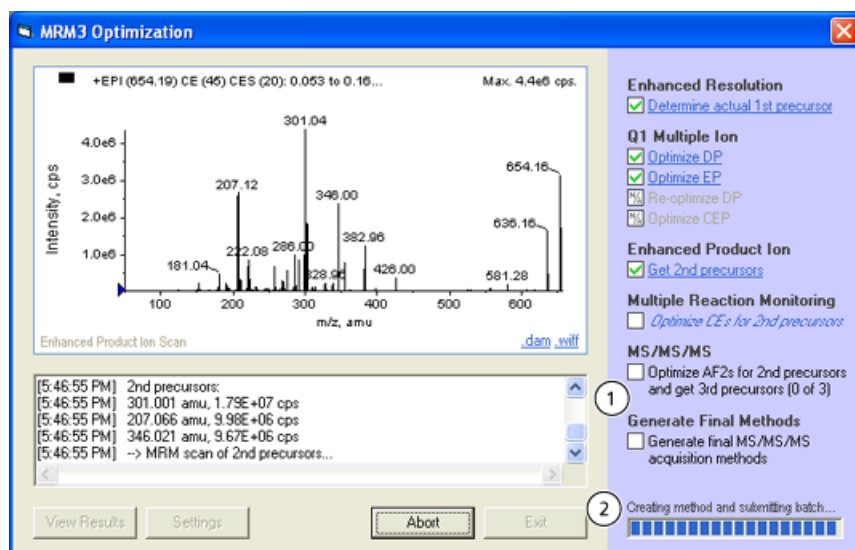 MRM3 Optimization
+EPI (654.19) CE (45) CES (20): 0.053 to 0.16... Max. 4.4e6 cps.
Intensity, cps
4.0e6
3.0e6
2.0e6
1.0e6
181.04
207.12
222.08
286.00
301.04
328.95
346.00
382.96
426.00
581.28
636.16
654.16
100 200 300 400 500 600
m/z, amu
Enhanced Product Ion Scan .dam .wiff
[5:46:55 PM] 2nd precursors:
[5:46:55 PM] 301.001 amu, 1.79E+07 cps
[5:46:55 PM] 207.066 amu, 9.98E+06 cps
[5:46:55 PM] 346.021 amu, 9.67E+06 cps
[5:46:55 PM] --> MRM scan of 2nd precursors...
View Results Settings Abort Exit
Enhanced Resolution
Determine actual 1st precursor
Q1 Multiple Ion
Optimize DP
Optimize EP
Re-optimize DP
Optimize CEP
Enhanced Product Ion
Get 2nd precursors
Multiple Reaction Monitoring
Optimize CEs for 2nd precursors
MS/MS/MS
Optimize AF2s for 2nd precursors
and get 3rd precursors (0 of 3)
1
Generate Final Methods
Generate final MS/MS/MS
acquisition methods
2
Creating method and submitting batch...